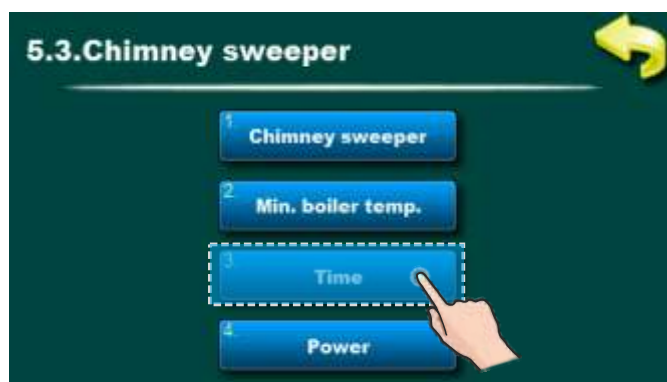 5.3.Chimney sweeper
1
Chimney sweeper
2
Min. boiler temp.
3
Time
4
Power